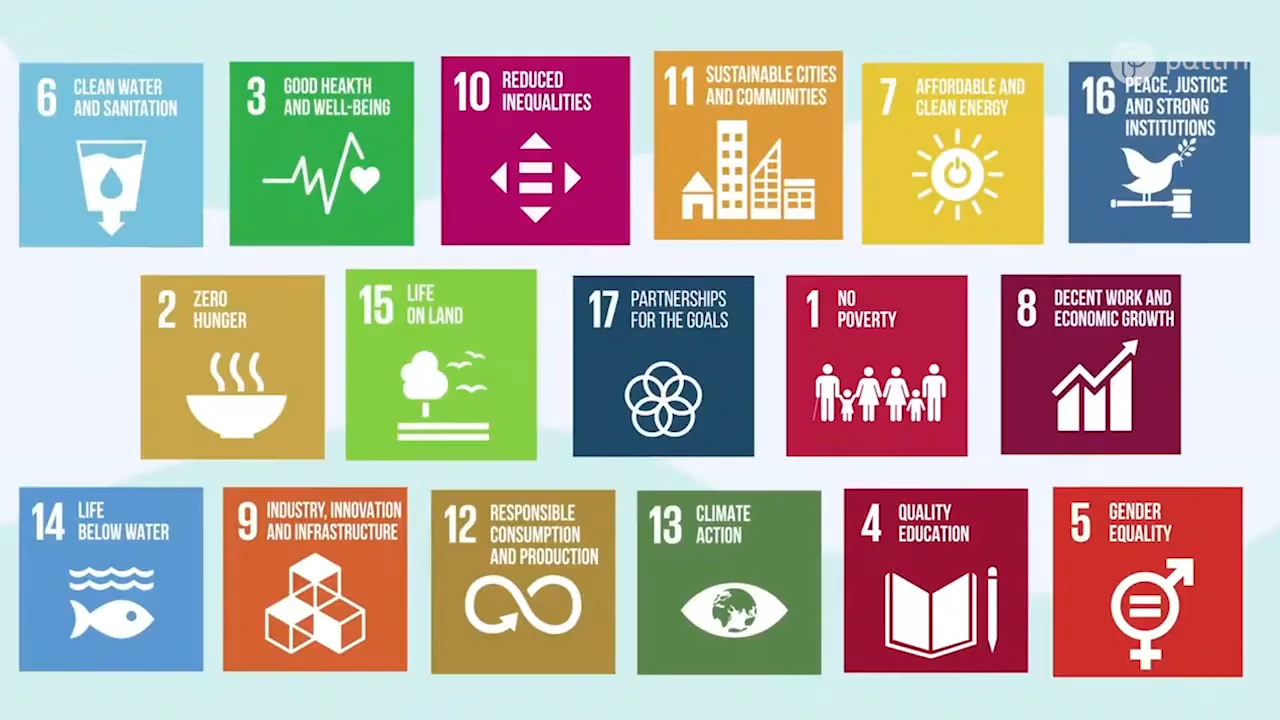 6 CLEAN WATER
AND SANITATION
3 GOOD HEAKTH
AND WELL-BEING
10 REDUCED
INEQUALITIES
11 SUSTAINABLE CITIES
AND COMMUNITIES
7 AFFORDABLE AND
CLEAN ENERGY
16 PEACE, JUSTICE
AND STRONG
INSTITUTIONS
2 ZERO
HUNGER
15 LIFE
ON LAND
17 PARTNERSHIPS
FOR THE GOALS
1 NO
POVERTY
8 DECENT WORK AND
ECONOMIC GROWTH
14 LIFE
BELOW WATER
9 INDUSTRY, INNOVATION
AND INFRASTRUCTURE
12 RESPONSIBLE
CONSUMPTION
AND PRODUCTION
13 CLIMATE
ACTION
4 QUALITY
EDUCATION
5 GENDER
EQUALITY